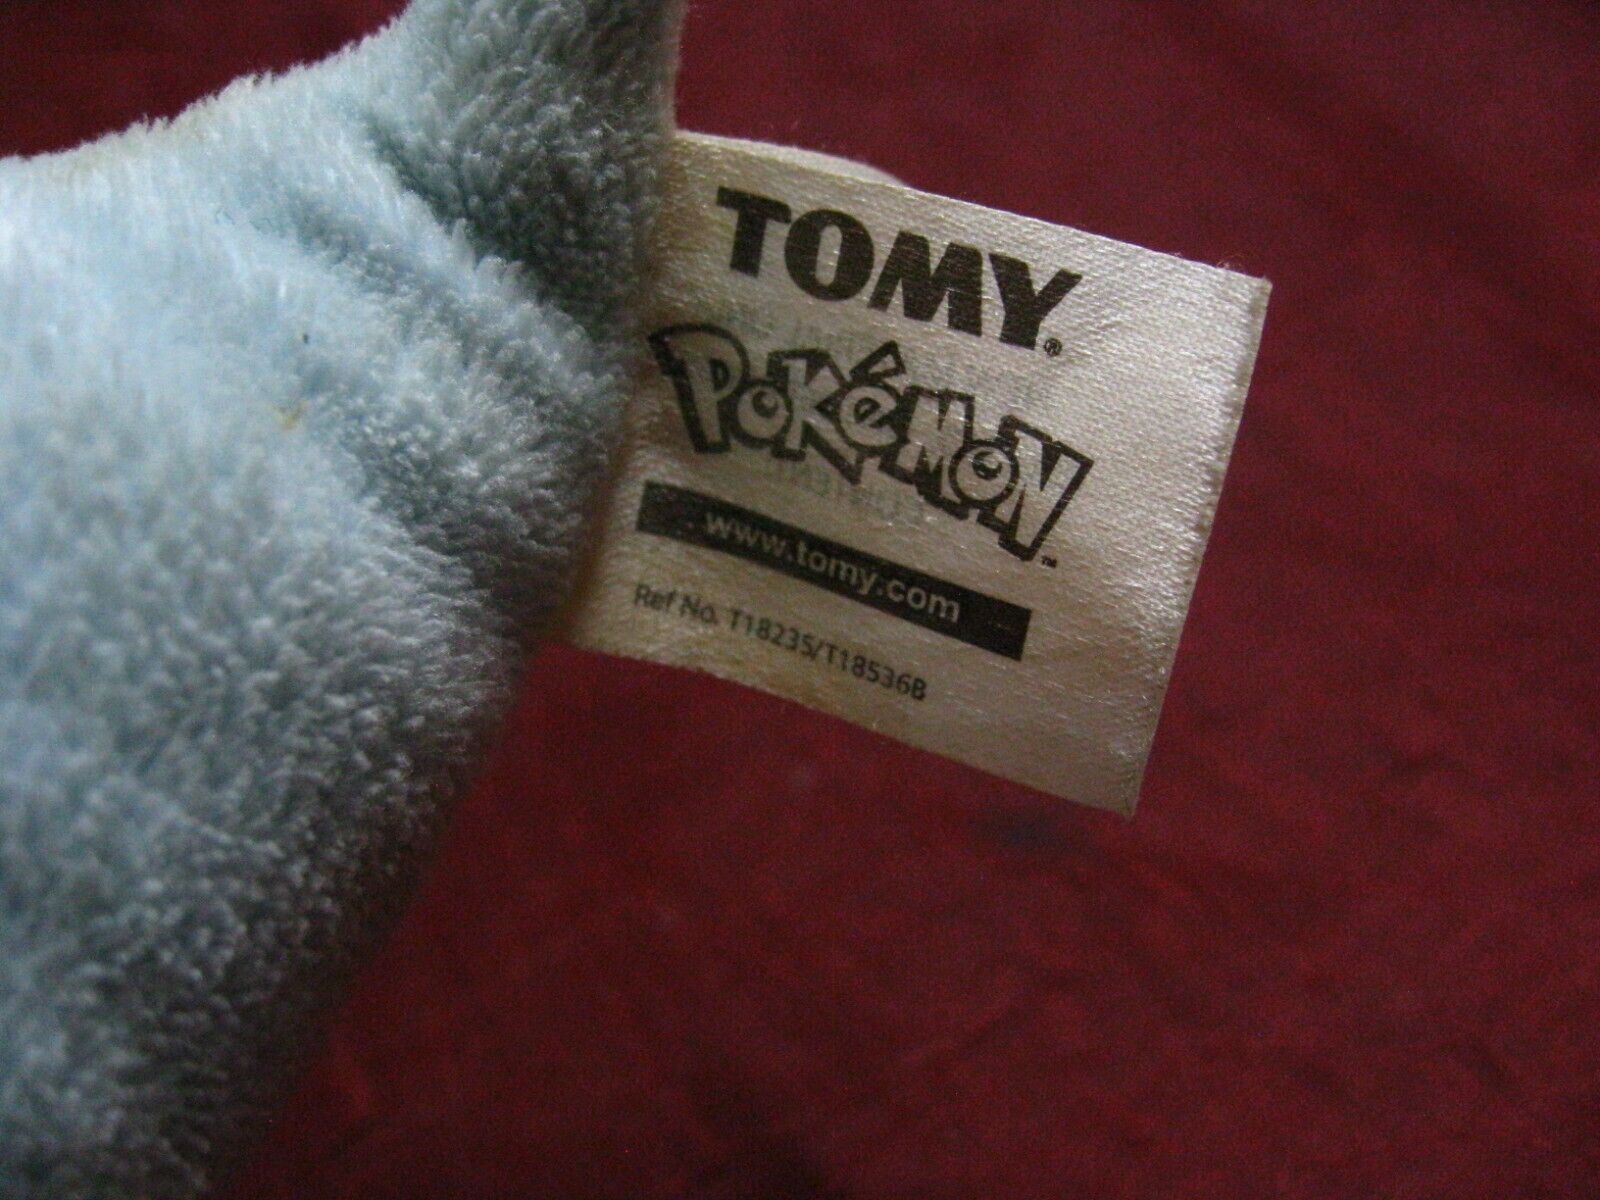 TOMY®
POKéMON™
www.tomy.com
Ref No. T18235/T18536B